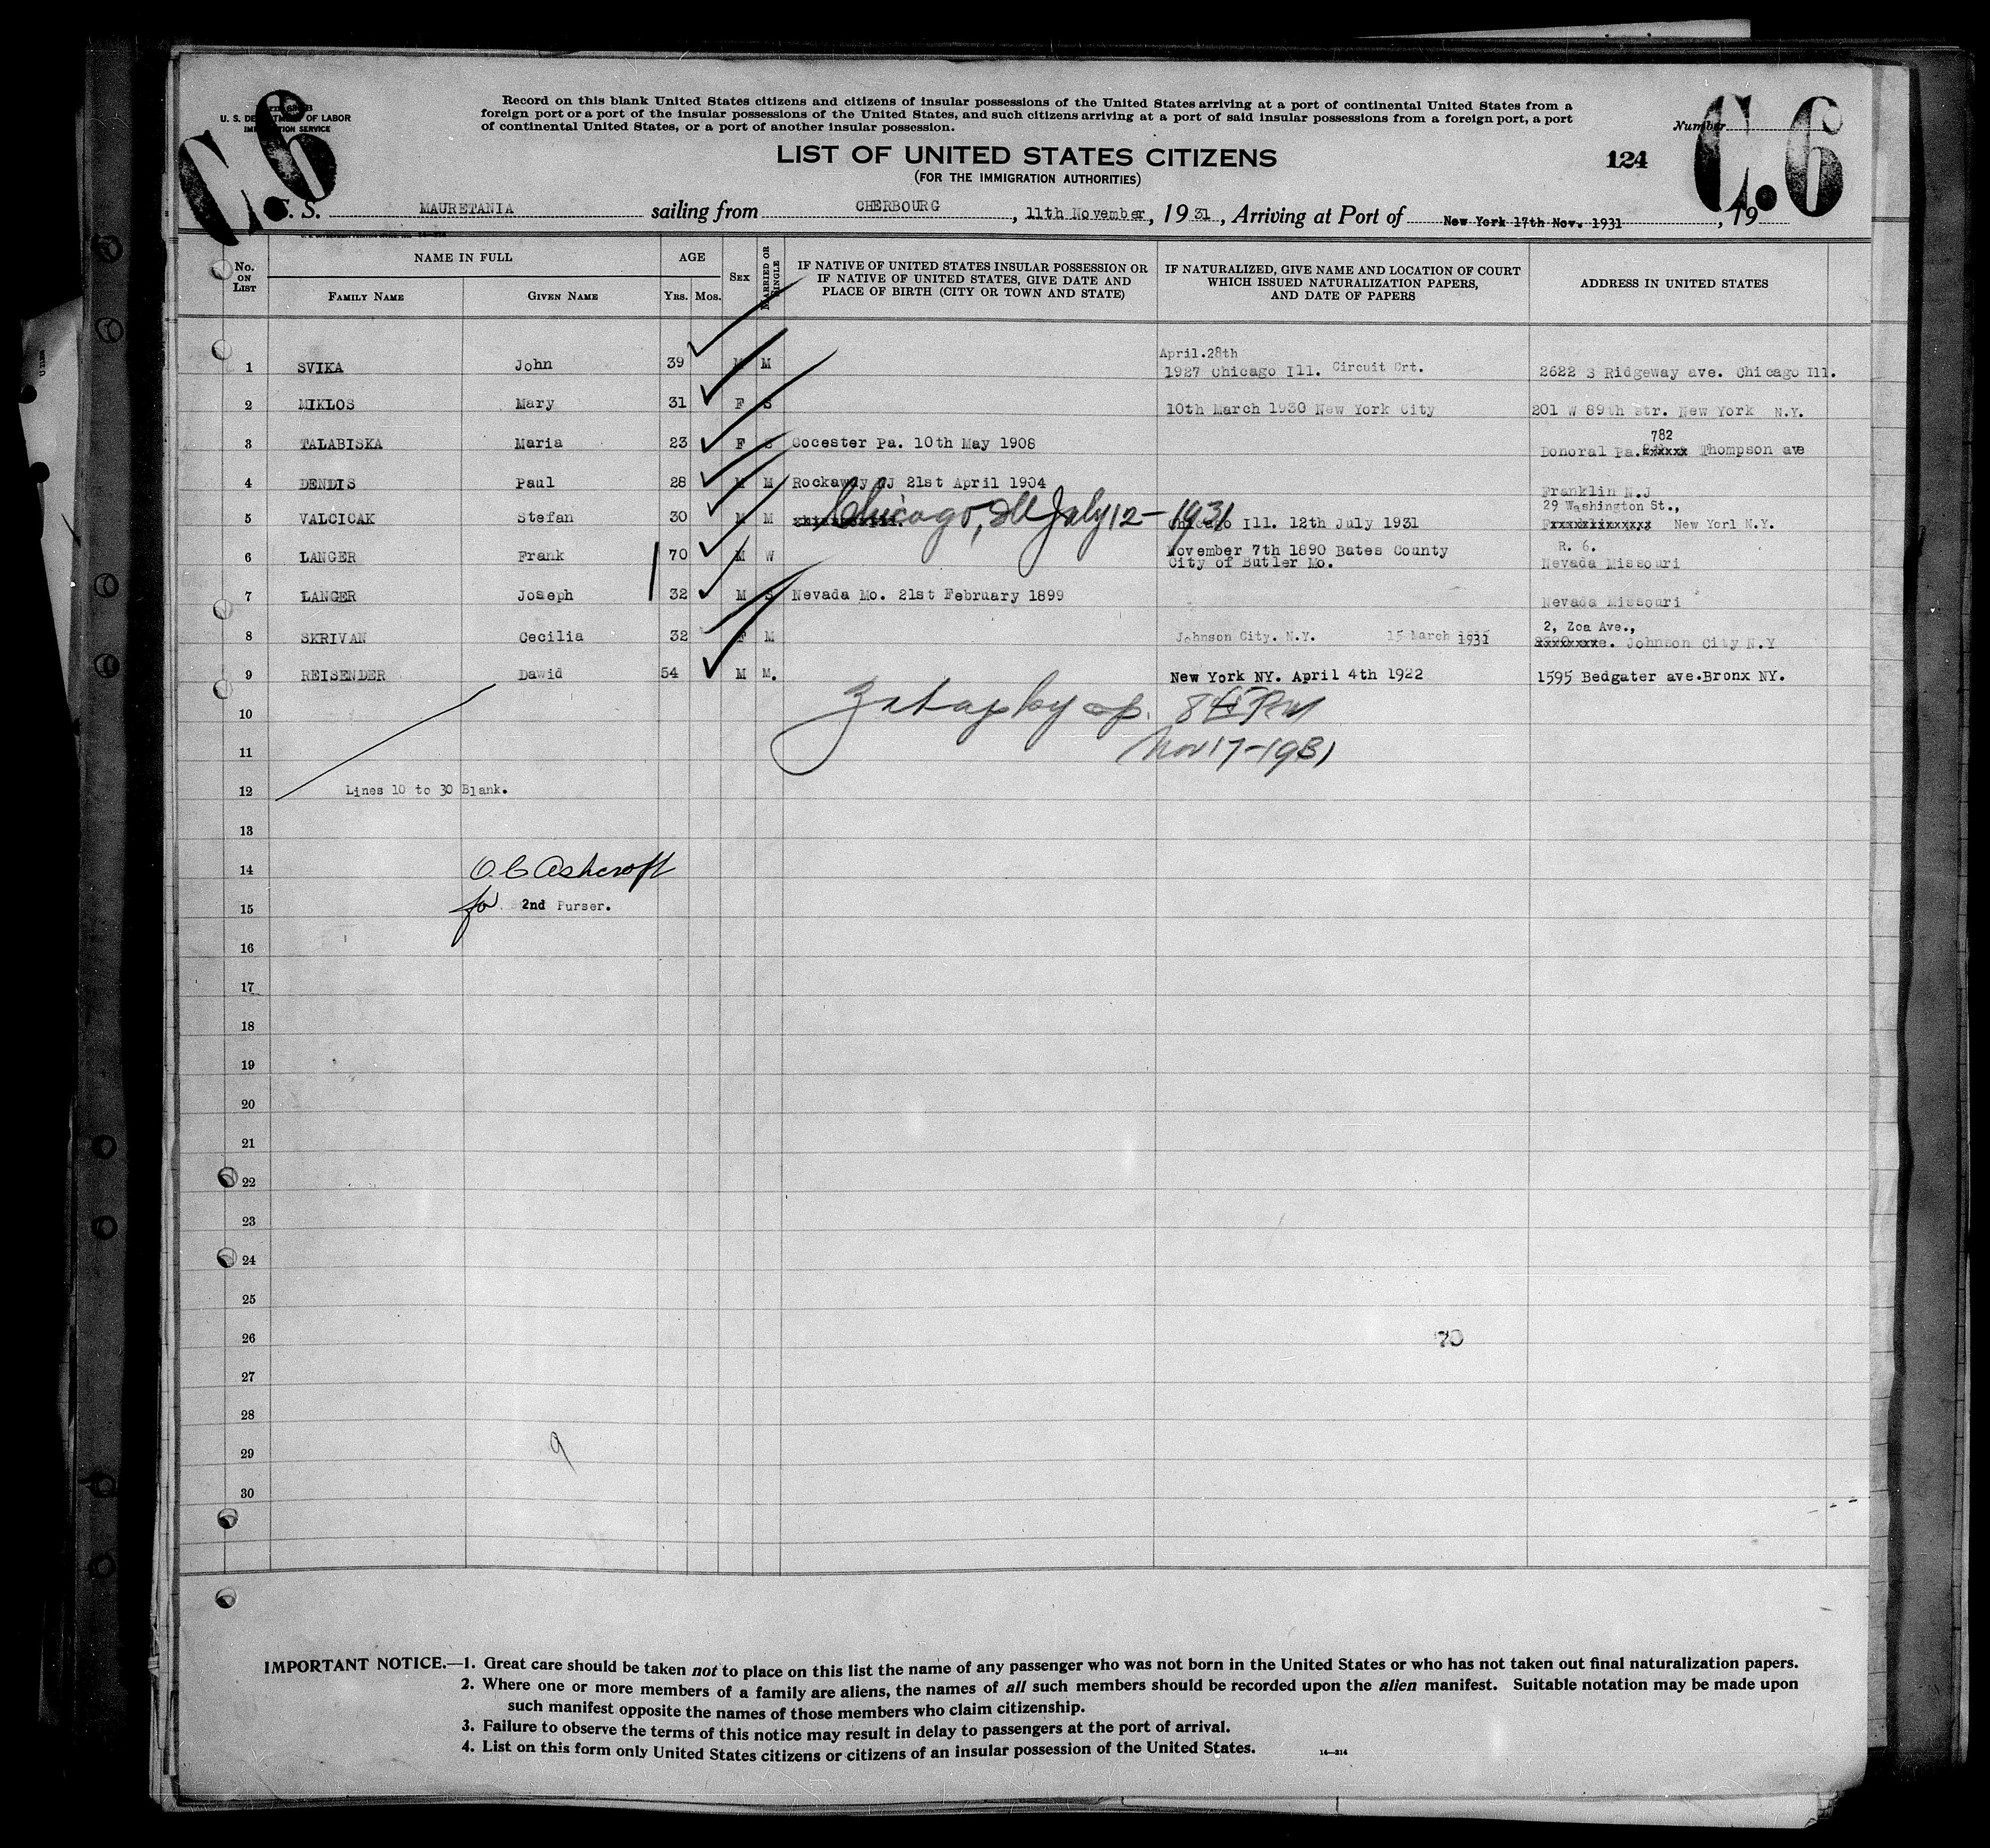 C.6
U. S. DEPARTMENT OF LABOR
IMMIGRATION SERVICE
Record on this blank United States citizens and citizens of insular possessions of the United States arriving at a port of continental United States from a
foreign port or a port of the insular possessions of the United States, and such citizens arriving at a port of said insular possessions from a foreign port, a port
of continental United States, or a port of another insular possession.
LIST OF UNITED STATES CITIZENS
(FOR THE IMMIGRATION AUTHORITIES)
124
Number
C.6
S. S. MAURETANIA sailing from CHERBOURG, 11th November, 1931, Arriving at Port of New York 17th Nov. 1931, 19
No. ON LIST
NAME IN FULL
FAMILY NAME GIVEN NAME
AGE
YRS. MOS.
SEX
MARRIED OR SINGLE
IF NATIVE OF UNITED STATES INSULAR POSSESSION OR
IF NATIVE OF UNITED STATES, GIVE DATE AND
PLACE OF BIRTH (CITY OR TOWN AND STATE)
IF NATURALIZED, GIVE NAME AND LOCATION OF COURT
WHICH ISSUED NATURALIZATION PAPERS,
AND DATE OF PAPERS
ADDRESS IN UNITED STATES
April.28th
1 SVIKA John 39 M M 1927 Chicago Ill. Circuit Crt. 2622 S Ridgeway ave. Chicago Ill.
2 MIKLOS Mary 31 F S 10th March 1930 New York City 201 W 89th str. New York N.Y.
782
3 TALABISKA Maria 23 F S Cocester Pa. 10th May 1908 Donoral Pa. Thompson ave
4 DENDIS Paul 28 M M Rockaway NJ 21st April 1904 Franklin N.J
29 Washington St.,
5 VALCICAK Stefan 30 M M Chicago, Ill July 12-1931 Chicago Ill. 12th July 1931 New Yorl N.Y.
R. 6.
6 LANGER Frank 70 M W November 7th 1890 Bates County
City of Butler Mo. Nevada Missouri
7 LANGER Joseph 32 M S Nevada Mo. 21st February 1899 Nevada Missouri
2, Zoa Ave.,
8 SKRIVAN Cecilia 32 F M Johnson City. N.Y. 15 March 1931 Johnson City N.Y
9 REISENDER Dawid 54 M M. New York NY. April 4th 1922 1595 Bedgater ave.Bronx NY.
10
8 45 PM
11
Nov 17-1931
12 Lines 10 to 30 Blank.
13
14 O. C Ashcroft
15 for 2nd Purser.
16
17
18
19
20
21
22
23
24
25
26 70
27
28
29 9
30
IMPORTANT NOTICE.—1. Great care should be taken not to place on this list the name of any passenger who was not born in the United States or who has not taken out final naturalization papers.
2. Where one or more members of a family are aliens, the names of all such members should be recorded upon the alien manifest. Suitable notation may be made upon
such manifest opposite the names of those members who claim citizenship.
3. Failure to observe the terms of this notice may result in delay to passengers at the port of arrival.
4. List on this form only United States citizens or citizens of an insular possession of the United States. 14—314